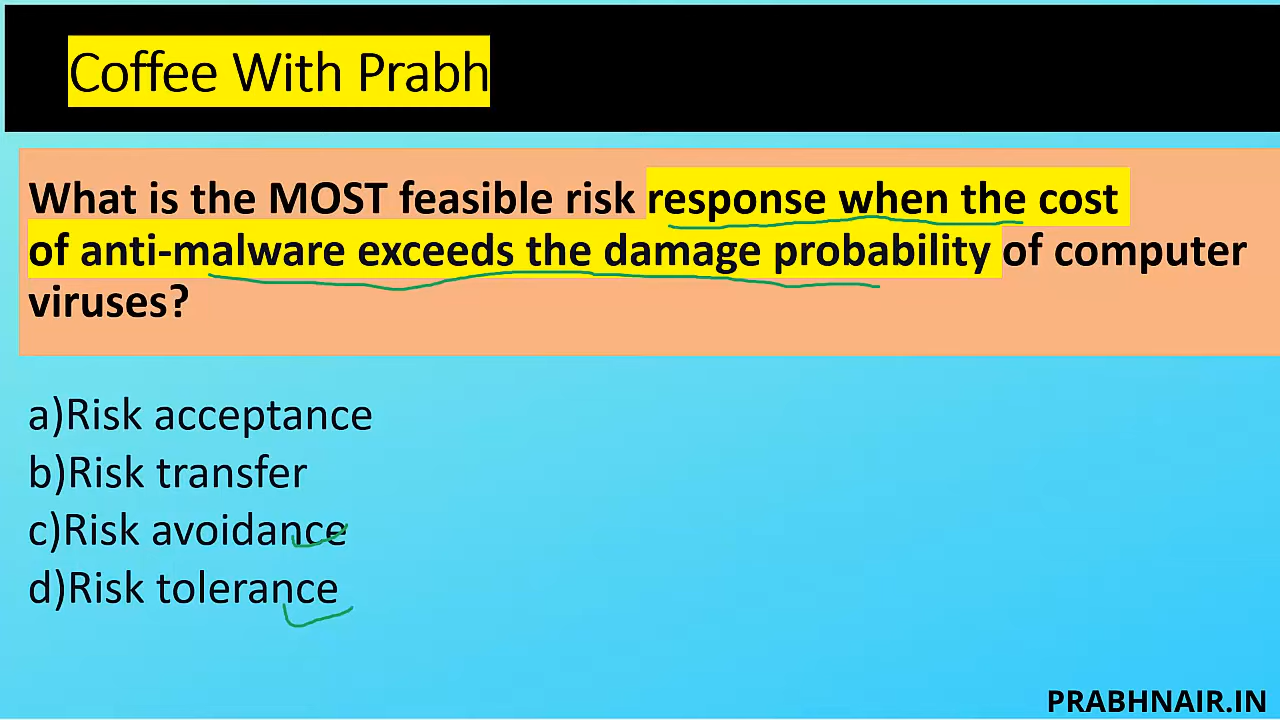 Coffee With Prabh
What is the MOST feasible risk response when the cost
of anti-malware exceeds the damage probability of computer
viruses?
a)Risk acceptance
b)Risk transfer
c)Risk avoidance
d)Risk tolerance
PRABHNAIR.IN